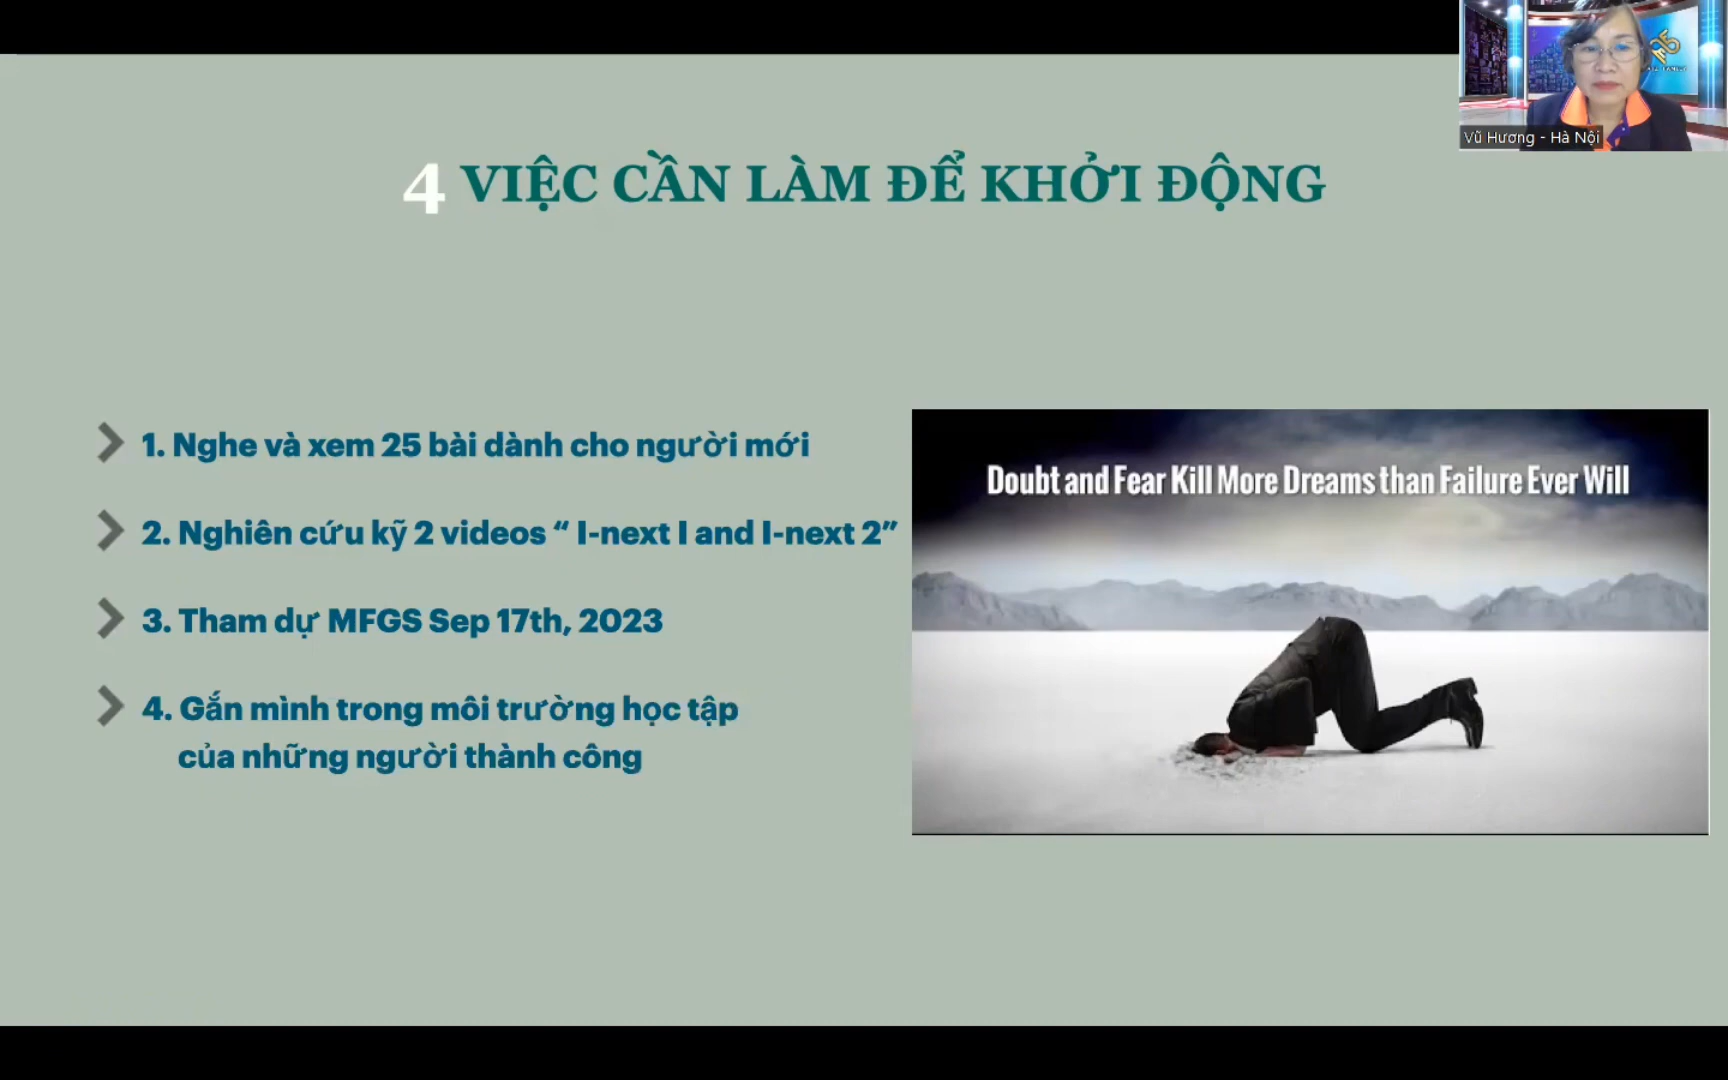 Vũ Hương - Hà Nội
4 VIỆC CẦN LÀM ĐỂ KHỞI ĐỘNG
1. Nghe và xem 25 bài dành cho người mới
2. Nghiên cứu kỹ 2 videos “ I-next I and I-next 2”
3. Tham dự MFGS Sep 17th, 2023
4. Gắn mình trong môi trường học tập
của những người thành công
Doubt and Fear Kill More Dreams than Failure Ever Will